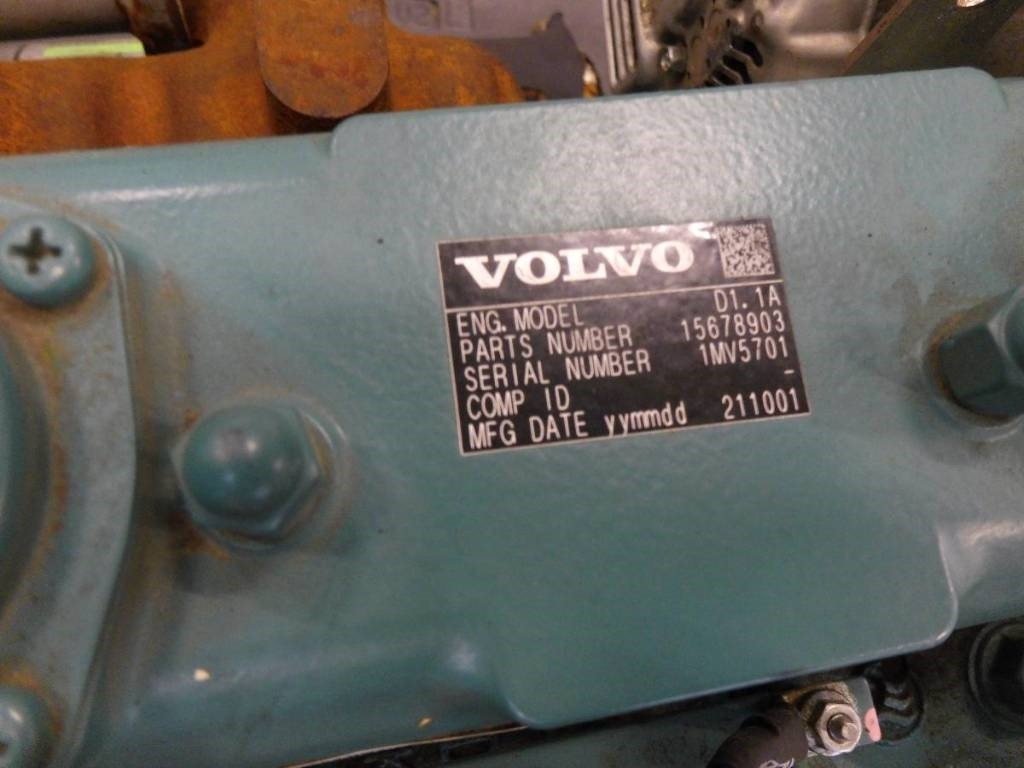 VOLVO
ENG. MODEL D1.1A
PARTS NUMBER 15678903
SERIAL NUMBER 1MV5701
COMP ID -
MFG DATE yymmdd 211001